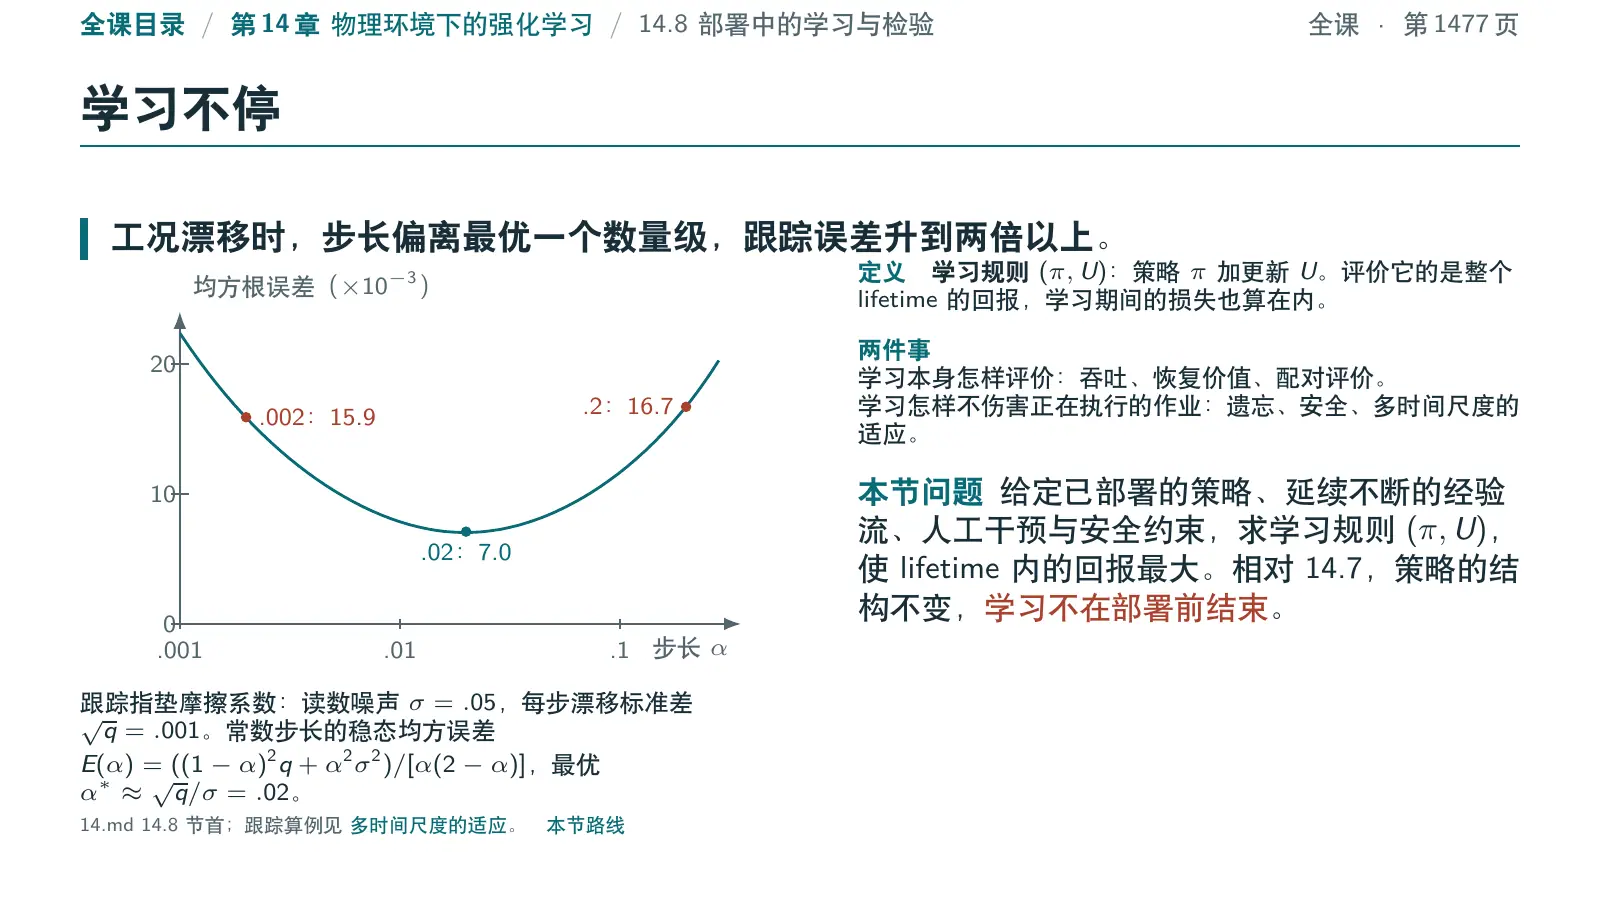 全课目录 / 第 14 章 物理环境下的强化学习 / 14.8 部署中的学习与检验
全课 · 第 1477 页
学习不停
工况漂移时，步长偏离最优一个数量级，跟踪误差升到两倍以上。
均方根误差（×10⁻³）
20
10
0
.001
.01
.1
步长 α
.002：15.9
.2：16.7
.02：7.0
跟踪指垫摩擦系数：读数噪声 σ = .05，每步漂移标准差
√q = .001。常数步长的稳态均方误差
E(α) = ((1 − α)²q + α²σ²)/[α(2 − α)]，最优
α* ≈ √q/σ = .02。
14.md 14.8 节首；跟踪算例见 多时间尺度的适应。 本节路线
定义 学习规则 (π, U)：策略 π 加更新 U。评价它的是整个
lifetime 的回报，学习期间的损失也算在内。
两件事
学习本身怎样评价：吞吐、恢复价值、配对评价。
学习怎样不伤害正在执行的作业：遗忘、安全、多时间尺度的
适应。
本节问题 给定已部署的策略、延续不断的经验
流、人工干预与安全约束，求学习规则 (π, U)，
使 lifetime 内的回报最大。相对 14.7，策略的结
构不变，学习不在部署前结束。